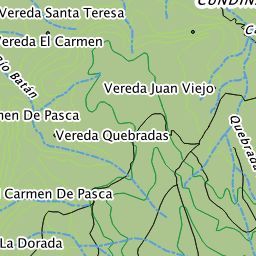 Vereda Santa Teresa
CUNDIN
Vereda El Carmen
Vereda Juan Viejo
Batán
men De Pasca
Vereda Quebradas
Quebrada
Carmen De Pasca
La Dorada